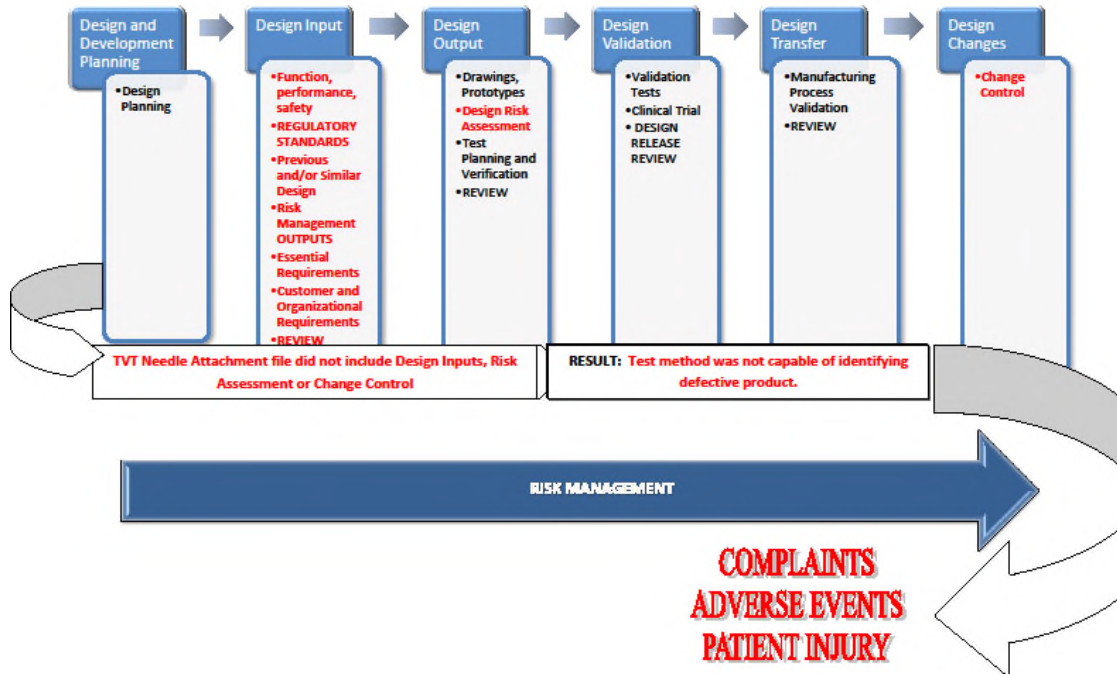 Design and
Development
Planning
•Design
Planning
Design Input
•Function,
performance,
safety
•REGULATORY
STANDARDS
•Previous
and/or Similar
Design
•Risk
Management
OUTPUTS
•Essential
Requirements
•Customer and
Organizational
Requirements
•REVIEW
Design
Output
•Drawings,
Prototypes
•Design Risk
Assessment
•Test
Planning and
Verification
•REVIEW
Design
Validation
•Validation
Tests
•Clinical Trial
• DESIGN
RELEASE
REVIEW
Design
Transfer
•Manufacturing
Process
Validation
•REVIEW
Design
Changes
•Change
Control
TVT Needle Attachment file did not include Design Inputs, Risk
Assessment or Change Control
RESULT: Test method was not capable of identifying
defective product.
RISK MANAGEMENT
COMPLAINTS
ADVERSE EVENTS
PATIENT INJURY